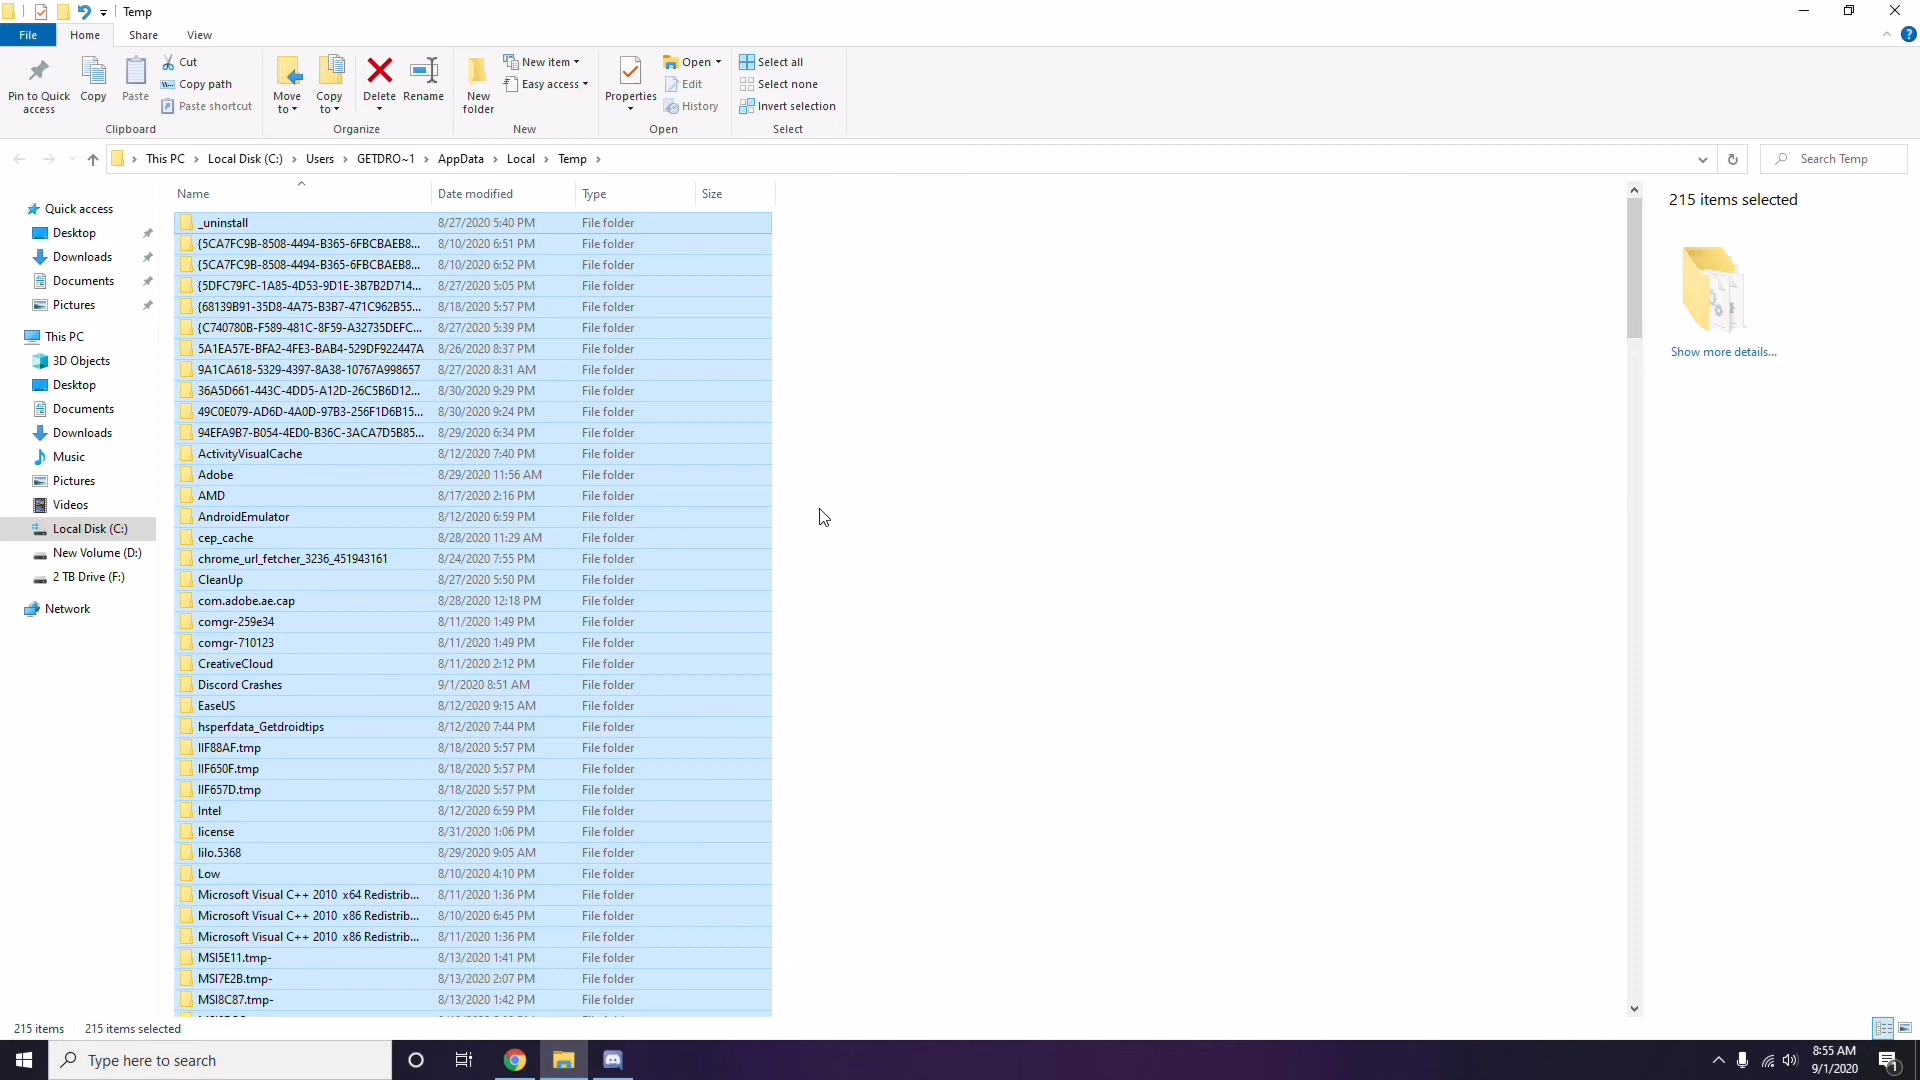 Temp
File Home Share View
Pin to Quick access
Copy
Paste
Cut
Copy path
Paste shortcut
Clipboard
Move to
Copy to
Delete
Rename
Organize
New folder
New item
Easy access
New
Properties
Open
Edit
History
Open
Select all
Select none
Invert selection
Select
This PC > Local Disk (C:) > Users > GETDRO~1 > AppData > Local > Temp >
Search Temp
Quick access
Desktop
Downloads
Documents
Pictures
This PC
3D Objects
Desktop
Documents
Downloads
Music
Pictures
Videos
Local Disk (C:)
New Volume (D:)
2 TB Drive (F:)
Network
Name Date modified Type Size
_uninstall 8/27/2020 5:40 PM File folder
{5CA7FC9B-8508-4494-B365-6FBCBAEB8... 8/10/2020 6:51 PM File folder
{5CA7FC9B-8508-4494-B365-6FBCBAEB8... 8/10/2020 6:52 PM File folder
{5DFC79FC-1A85-4D53-9D1E-3B7B2D714... 8/27/2020 5:05 PM File folder
{68139B91-35D8-4A75-B3B7-471C962B55... 8/18/2020 5:57 PM File folder
{C740780B-F589-481C-8F59-A32735DEFC... 8/27/2020 5:39 PM File folder
5A1EA57E-BFA2-4FE3-BAB4-529DF922447A 8/26/2020 8:37 PM File folder
9A1CA618-5329-4397-8A38-10767A998657 8/27/2020 8:31 AM File folder
36A5D661-443C-4DD5-A12D-26C5B6D12... 8/30/2020 9:29 PM File folder
49C0E079-AD6D-4A0D-97B3-256F1D6B15... 8/30/2020 9:24 PM File folder
94EFA9B7-B054-4ED0-B36C-3ACA7D5B85... 8/29/2020 6:34 PM File folder
ActivityVisualCache 8/12/2020 7:40 PM File folder
Adobe 8/29/2020 11:56 AM File folder
AMD 8/17/2020 2:16 PM File folder
AndroidEmulator 8/12/2020 6:59 PM File folder
cep_cache 8/28/2020 11:29 AM File folder
chrome_url_fetcher_3236_451943161 8/24/2020 7:55 PM File folder
CleanUp 8/27/2020 5:50 PM File folder
com.adobe.ae.cap 8/28/2020 12:18 PM File folder
comgr-259e34 8/11/2020 1:49 PM File folder
comgr-710123 8/11/2020 1:49 PM File folder
CreativeCloud 8/11/2020 2:12 PM File folder
Discord Crashes 9/1/2020 8:51 AM File folder
EaseUS 8/12/2020 9:15 AM File folder
hsperfdata_Getdroidtips 8/12/2020 7:44 PM File folder
IIF88AF.tmp 8/18/2020 5:57 PM File folder
IIF650F.tmp 8/18/2020 5:57 PM File folder
IIF657D.tmp 8/18/2020 5:57 PM File folder
Intel 8/12/2020 6:59 PM File folder
license 8/31/2020 1:06 PM File folder
lilo.5368 8/29/2020 9:05 AM File folder
Low 8/10/2020 4:10 PM File folder
Microsoft Visual C++ 2010 x64 Redistrib... 8/11/2020 1:36 PM File folder
Microsoft Visual C++ 2010 x86 Redistrib... 8/10/2020 6:45 PM File folder
Microsoft Visual C++ 2010 x86 Redistrib... 8/11/2020 1:36 PM File folder
MSI5E11.tmp- 8/13/2020 1:41 PM File folder
MSI7E2B.tmp- 8/13/2020 2:07 PM File folder
MSI8C87.tmp- 8/13/2020 1:42 PM File folder
215 items selected
Show more details...
215 items 215 items selected
Type here to search
8:55 AM
9/1/2020
1